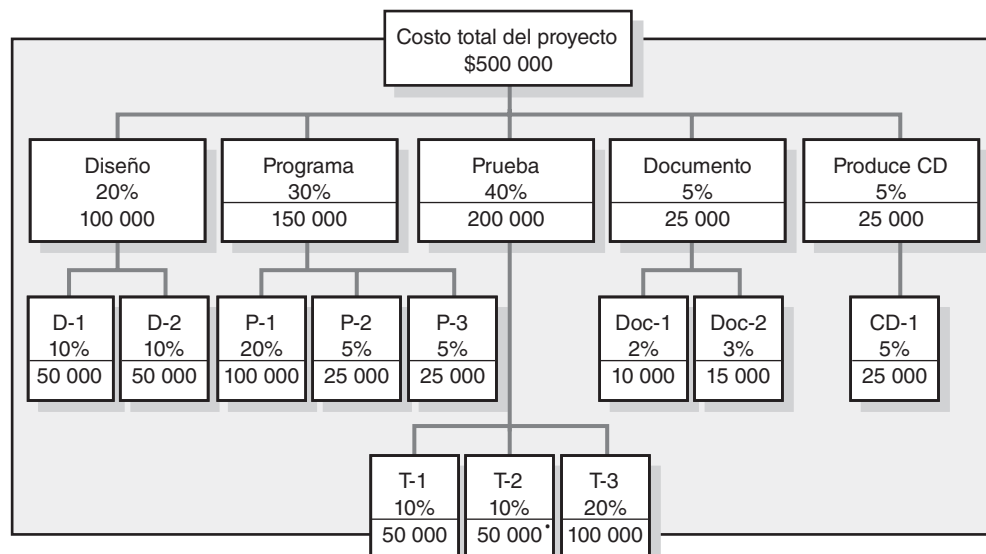 Costo total del proyecto
$500 000
Diseño
20%
100 000
Programa
30%
150 000
Prueba
40%
200 000
Documento
5%
25 000
Produce CD
5%
25 000
D-1
10%
50 000
D-2
10%
50 000
P-1
20%
100 000
P-2
5%
25 000
P-3
5%
25 000
Doc-1
2%
10 000
Doc-2
3%
15 000
CD-1
5%
25 000
T-1
10%
50 000
T-2
10%
50 000
T-3
20%
100 000